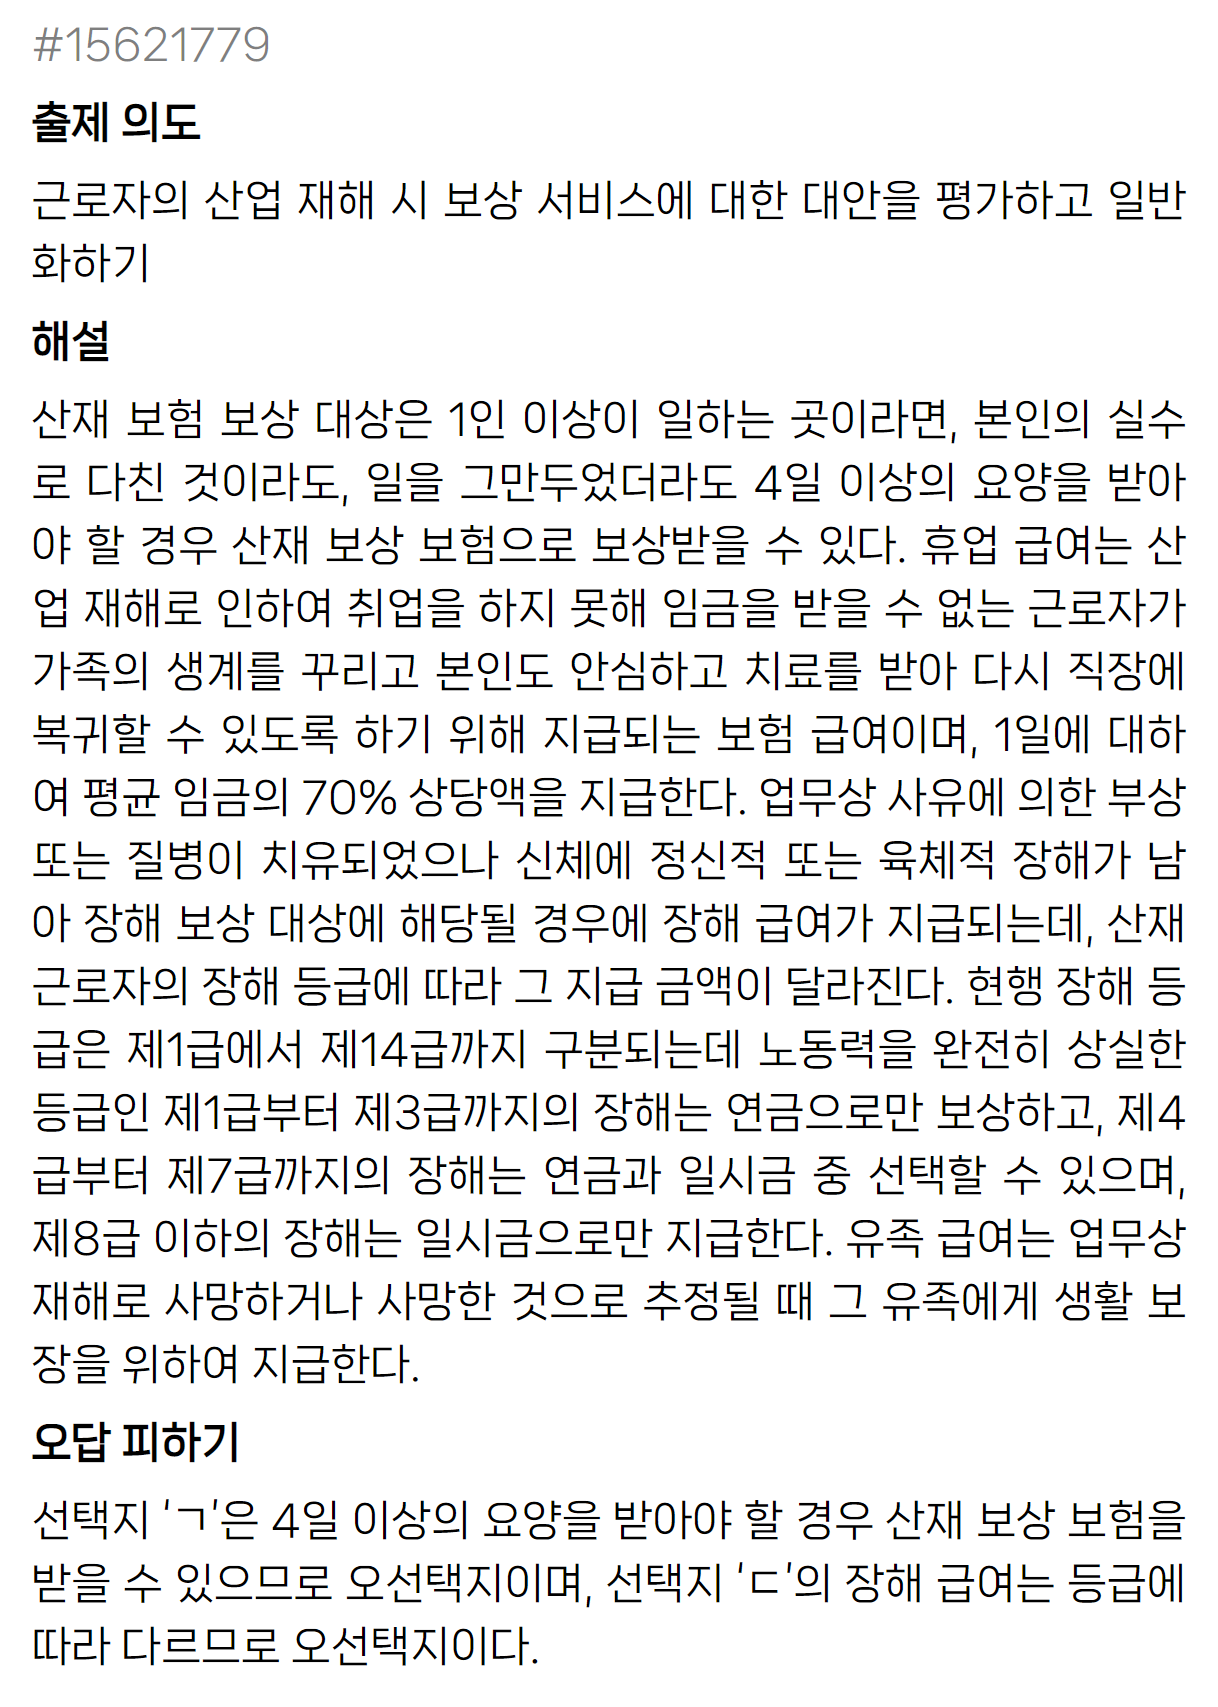 #15621779
출제 의도
근로자의 산업 재해 시 보상 서비스에 대한 대안을 평가하고 일반
화하기
해설
산재 보험 보상 대상은 1인 이상이 일하는 곳이라면, 본인의 실수
로 다친 것이라도, 일을 그만두었더라도 4일 이상의 요양을 받아
야 할 경우 산재 보상 보험으로 보상받을 수 있다. 휴업 급여는 산
업 재해로 인하여 취업을 하지 못해 임금을 받을 수 없는 근로자가
가족의 생계를 꾸리고 본인도 안심하고 치료를 받아 다시 직장에
복귀할 수 있도록 하기 위해 지급되는 보험 급여이며, 1일에 대하
여 평균 임금의 70% 상당액을 지급한다. 업무상 사유에 의한 부상
또는 질병이 치유되었으나 신체에 정신적 또는 육체적 장해가 남
아 장해 보상 대상에 해당될 경우에 장해 급여가 지급되는데, 산재
근로자의 장해 등급에 따라 그 지급 금액이 달라진다. 현행 장해 등
급은 제1급에서 제14급까지 구분되는데 노동력을 완전히 상실한
등급인 제1급부터 제3급까지의 장해는 연금으로만 보상하고, 제4
급부터 제7급까지의 장해는 연금과 일시금 중 선택할 수 있으며,
제8급 이하의 장해는 일시금으로만 지급한다. 유족 급여는 업무상
재해로 사망하거나 사망한 것으로 추정될 때 그 유족에게 생활 보
장을 위하여 지급한다.
오답 피하기
선택지 ‘ㄱ’은 4일 이상의 요양을 받아야 할 경우 산재 보상 보험을
받을 수 있으므로 오선택지이며, 선택지 ‘ㄷ’의 장해 급여는 등급에
따라 다르므로 오선택지이다.